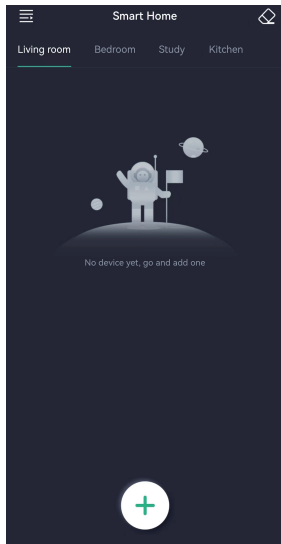 Smart Home
Living room Bedroom Study Kitchen
No device yet, go and add one